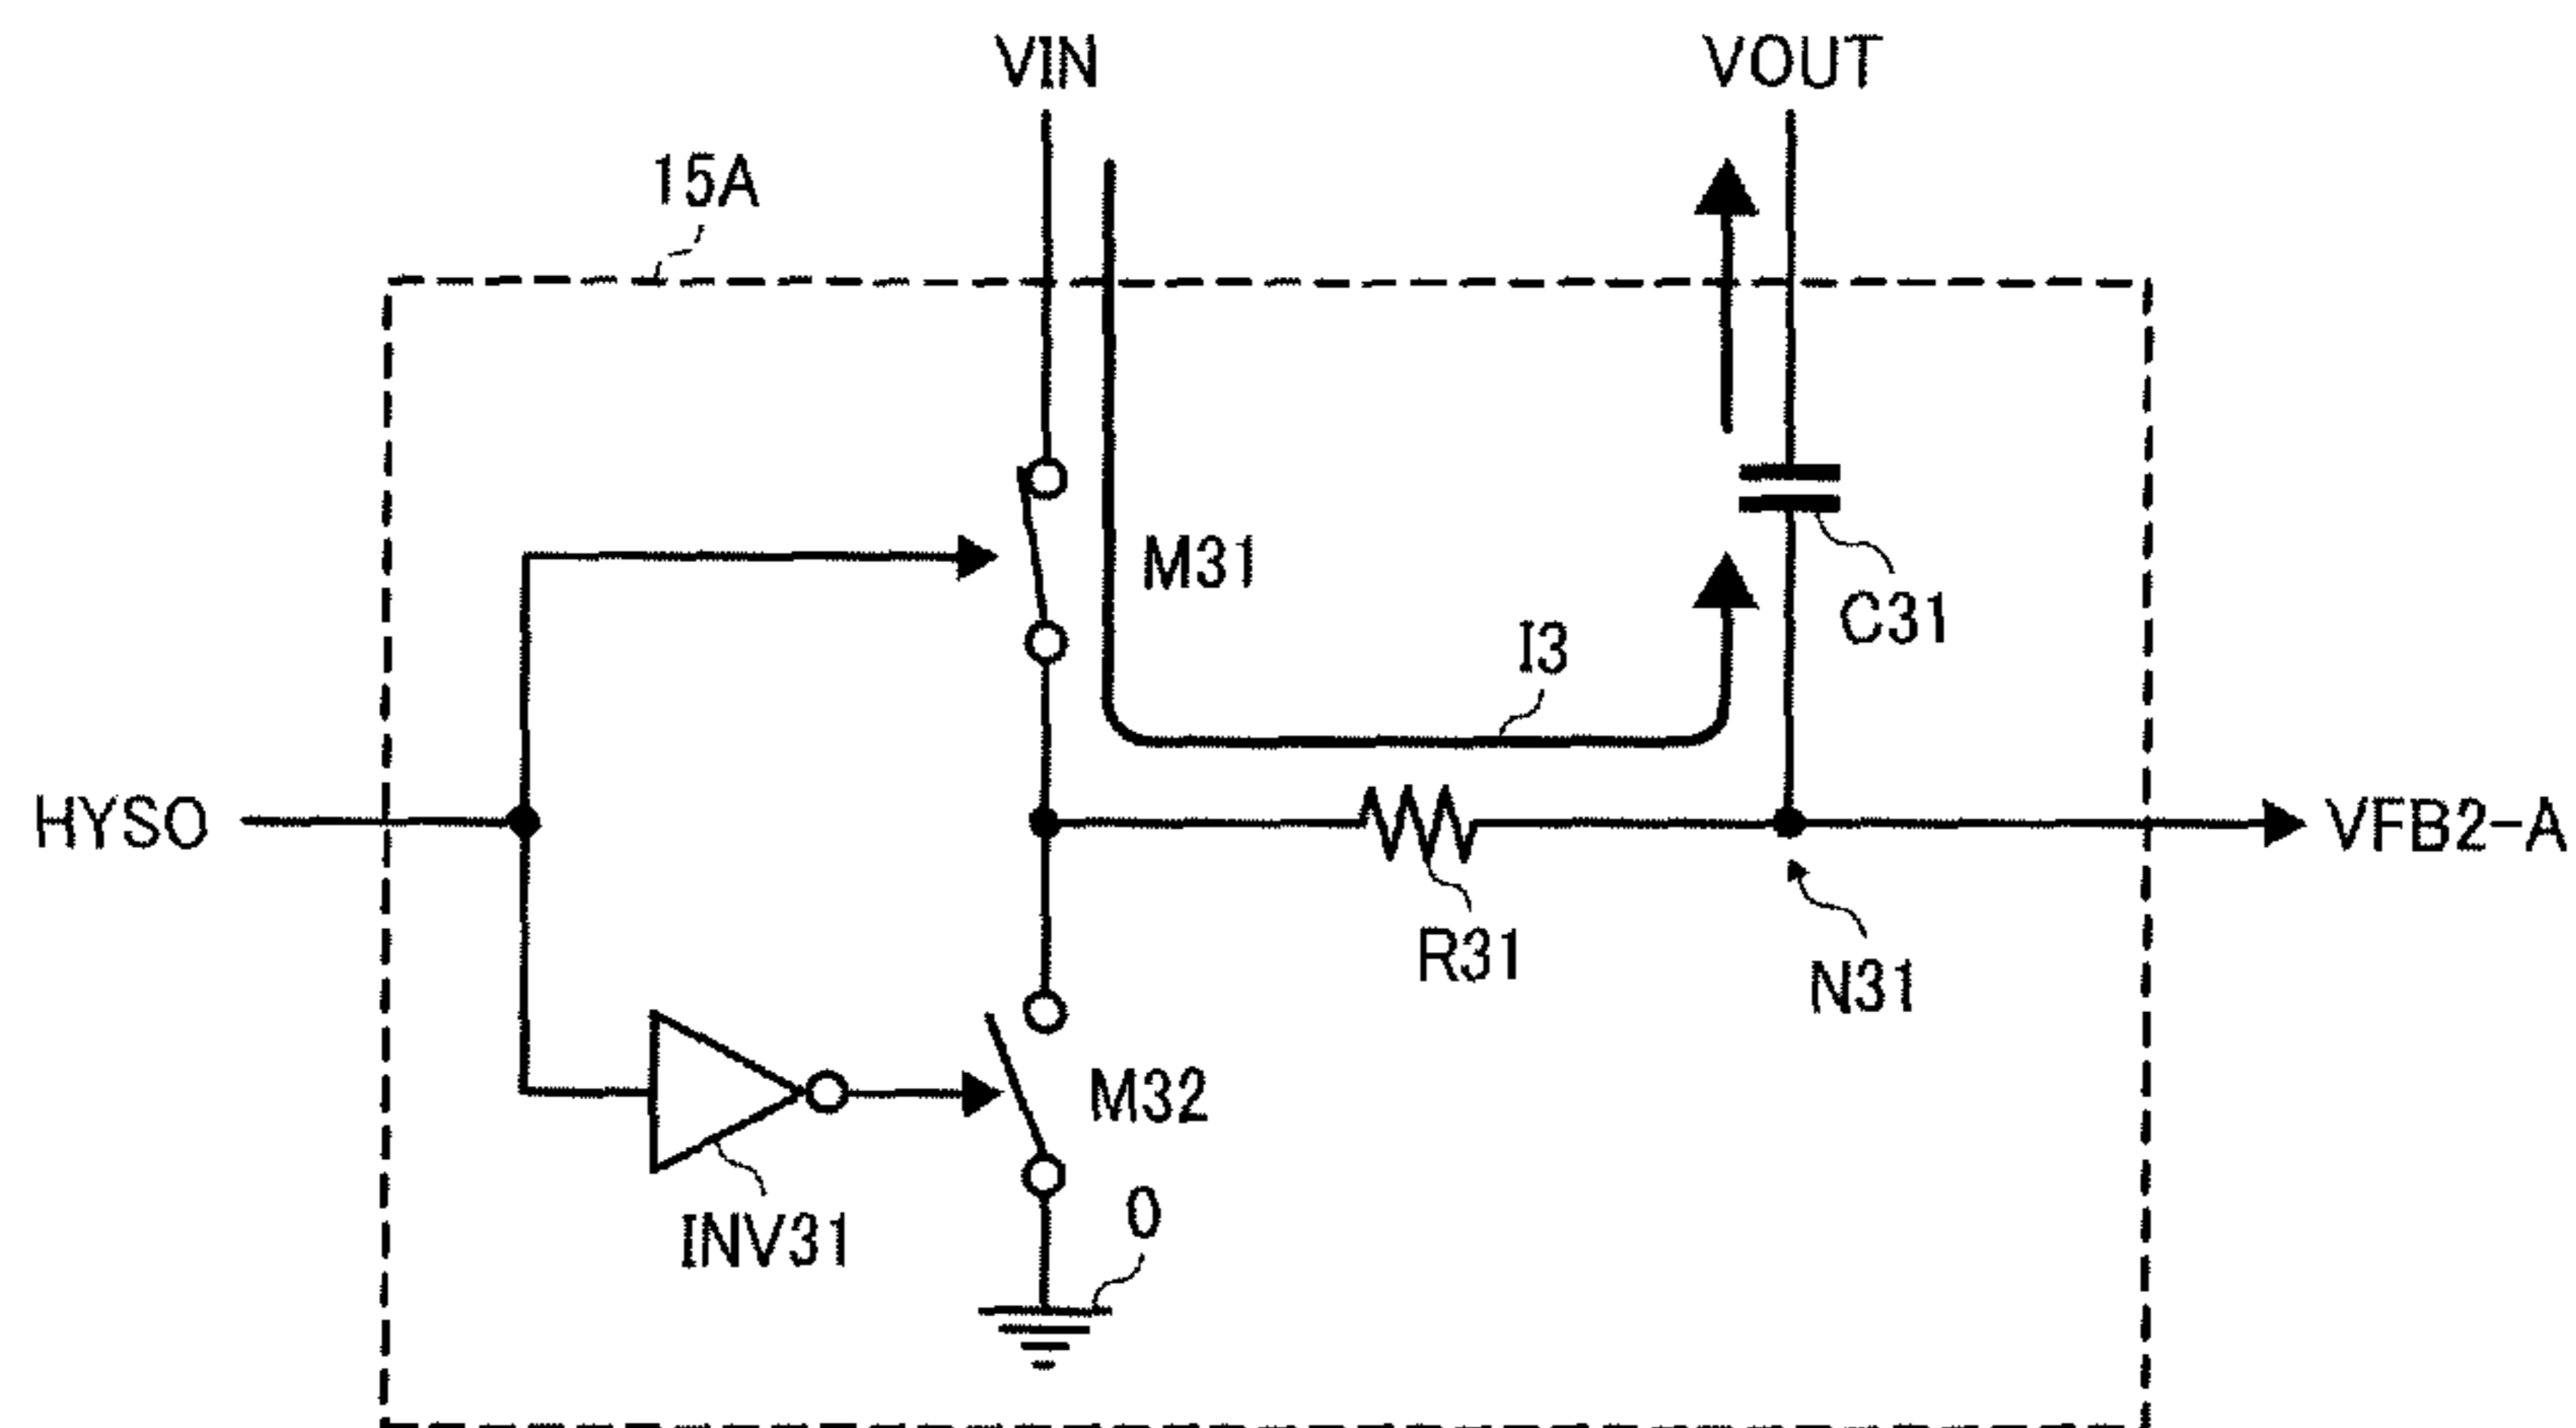 VIN
VOUT
15A
M31
C31
I3
HYSO
VFB2-A
R31
N31
M32
INV31
0